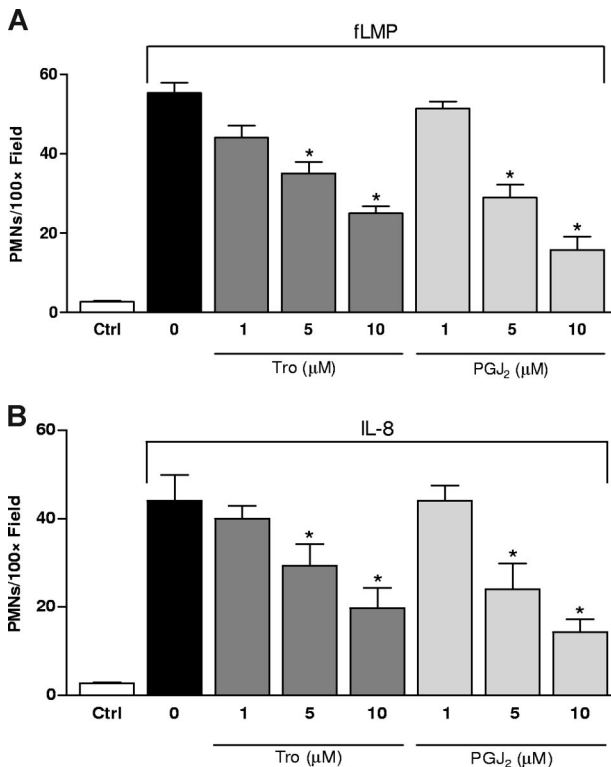 A
fLMP
PMNs/100× Field
60
40
20
0
* * * *
Ctrl 0 1 5 10 1 5 10
Tro (μM) PGJ₂ (μM)
B
IL-8
PMNs/100× Field
60
40
20
0
* * * *
Ctrl 0 1 5 10 1 5 10
Tro (μM) PGJ₂ (μM)